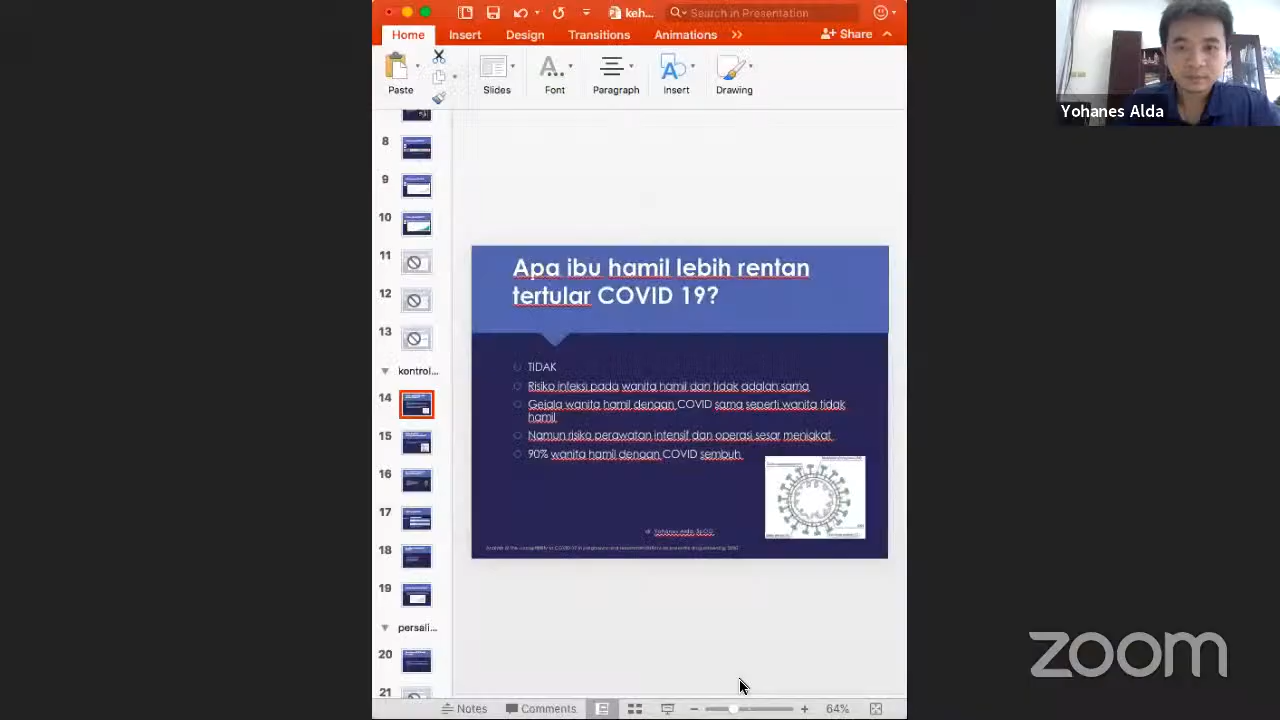 keh...
Search in Presentation
Home
Insert
Design
Transitions
Animations
Share
Paste
Slides
Font
Paragraph
Insert
Drawing
8
9
10
11
12
13
kontrol...
14
15
16
17
18
19
persali...
20
21
Apa ibu hamil lebih rentan
tertular COVID 19?
TIDAK
Risiko infeksi pada wanita hamil dan tidak adalah sama
Gejala wanita hamil dengan COVID sama seperti wanita tidak
hamil
Namun risiko perawatan intensif dan operasi sesar
90% wanita hamil dengan COVID sembuh
Notes
Comments
64%
Yohanes Alda
zoom